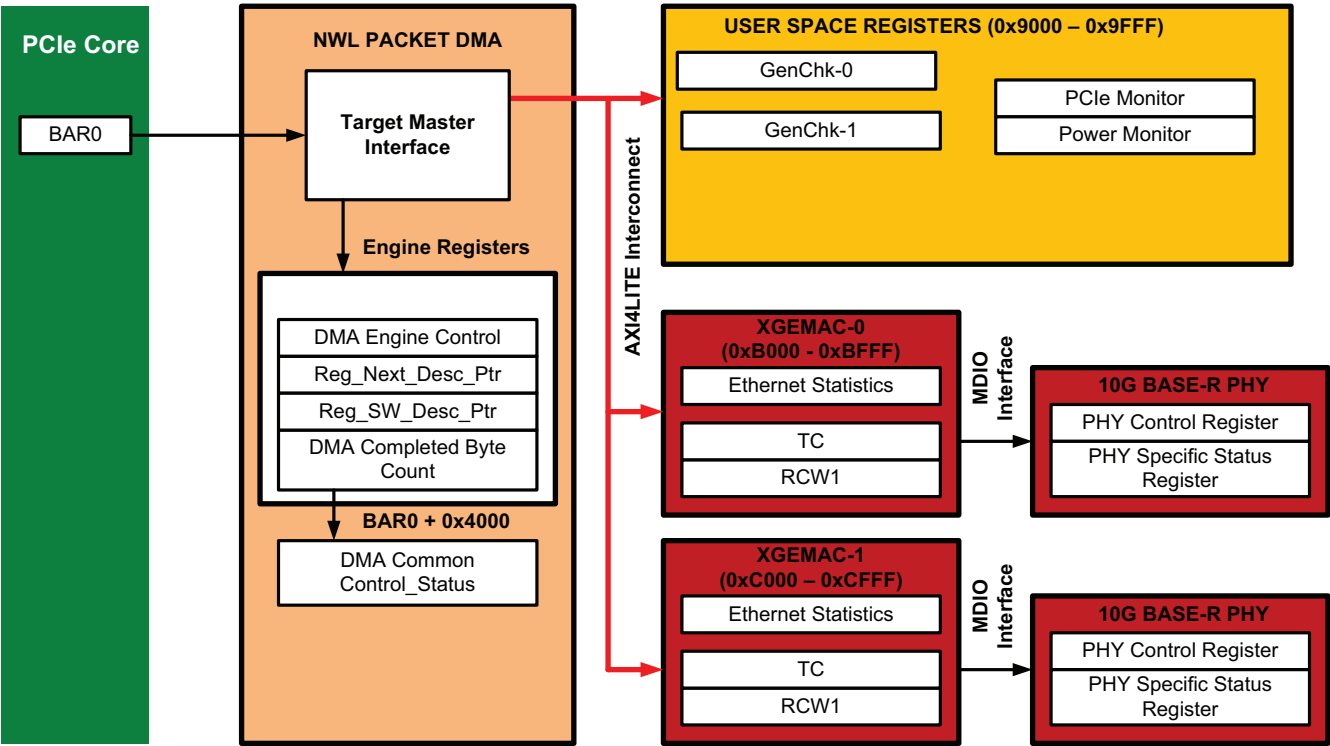 PCIe Core
BAR0
NWL PACKET DMA
Target Master
Interface
Engine Registers
DMA Engine Control
Reg_Next_Desc_Ptr
Reg_SW_Desc_Ptr
DMA Completed Byte
Count
BAR0 + 0x4000
DMA Common
Control_Status
AXI4LITE Interconnect
USER SPACE REGISTERS (0x9000 – 0x9FFF)
GenChk-0
GenChk-1
PCIe Monitor
Power Monitor
XGEMAC-0
(0xB000 - 0xBFFF)
Ethernet Statistics
TC
RCW1
MDIO
Interface
10G BASE-R PHY
PHY Control Register
PHY Specific Status
Register
XGEMAC-1
(0xC000 – 0xCFFF)
Ethernet Statistics
TC
RCW1
MDIO
Interface
10G BASE-R PHY
PHY Control Register
PHY Specific Status
Register